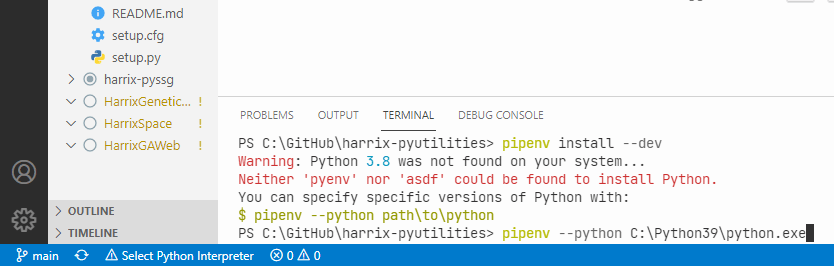 README.md
setup.cfg
setup.py
harrix-pyssg
HarrixGenetic... !
HarrixSpace !
HarrixGAWeb !
OUTLINE
TIMELINE
PROBLEMS OUTPUT TERMINAL DEBUG CONSOLE
PS C:\GitHub\harrix-pyutilities> pipenv install --dev
Warning: Python 3.8 was not found on your system...
Neither 'pyenv' nor 'asdf' could be found to install Python.
You can specify specific versions of Python with:
$ pipenv --python path\to\python
PS C:\GitHub\harrix-pyutilities> pipenv --python C:\Python39\python.exe
main Select Python Interpreter 0 0